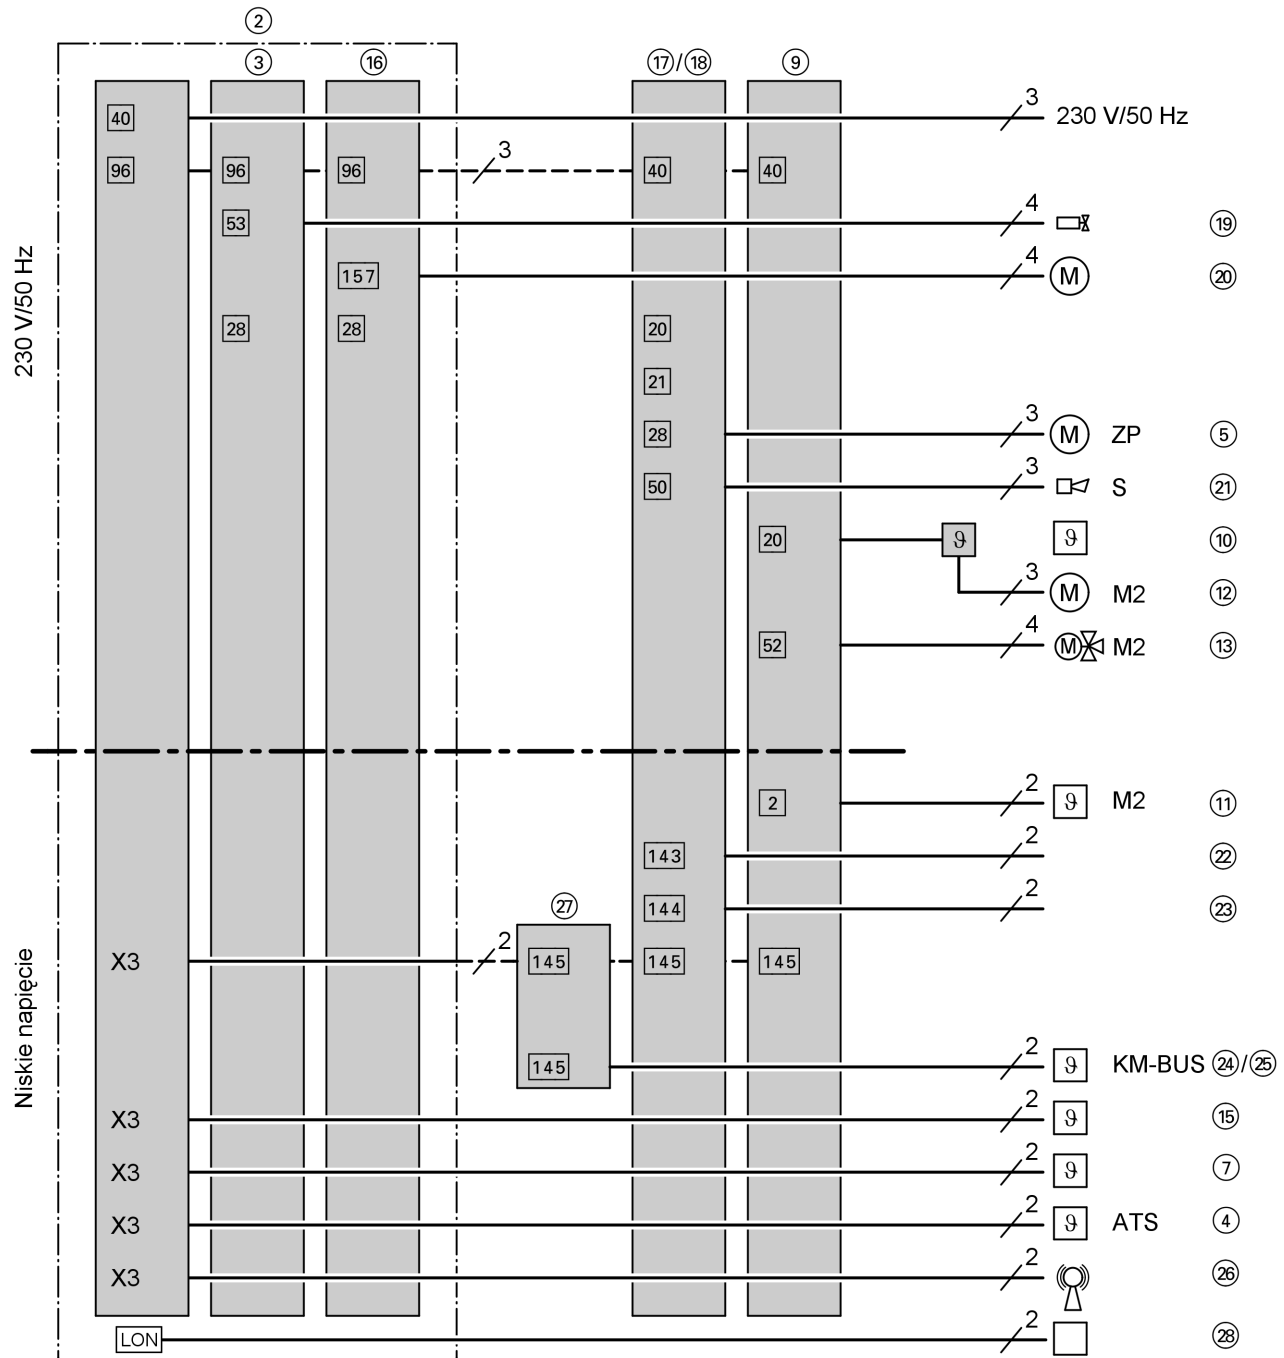 2
3 16 17/18 9
40 3 230 V/50 Hz
96 96 96 3 40 40
53 4 19
157 4 M 20
28 28 20
21
28 3 M ZP 5
50 3 S 21
20 ϑ ϑ 10
3 M M2 12
52 4 M M2 13
230 V/50 Hz
2 2 ϑ M2 11
143 2 22
27 144 2 23
X3 2 145 145 145
145 2 ϑ KM-BUS 24/25
X3 2 ϑ 15
X3 2 ϑ 7
X3 2 ϑ ATS 4
X3 2 26
LON 2 28
Niskie napięcie